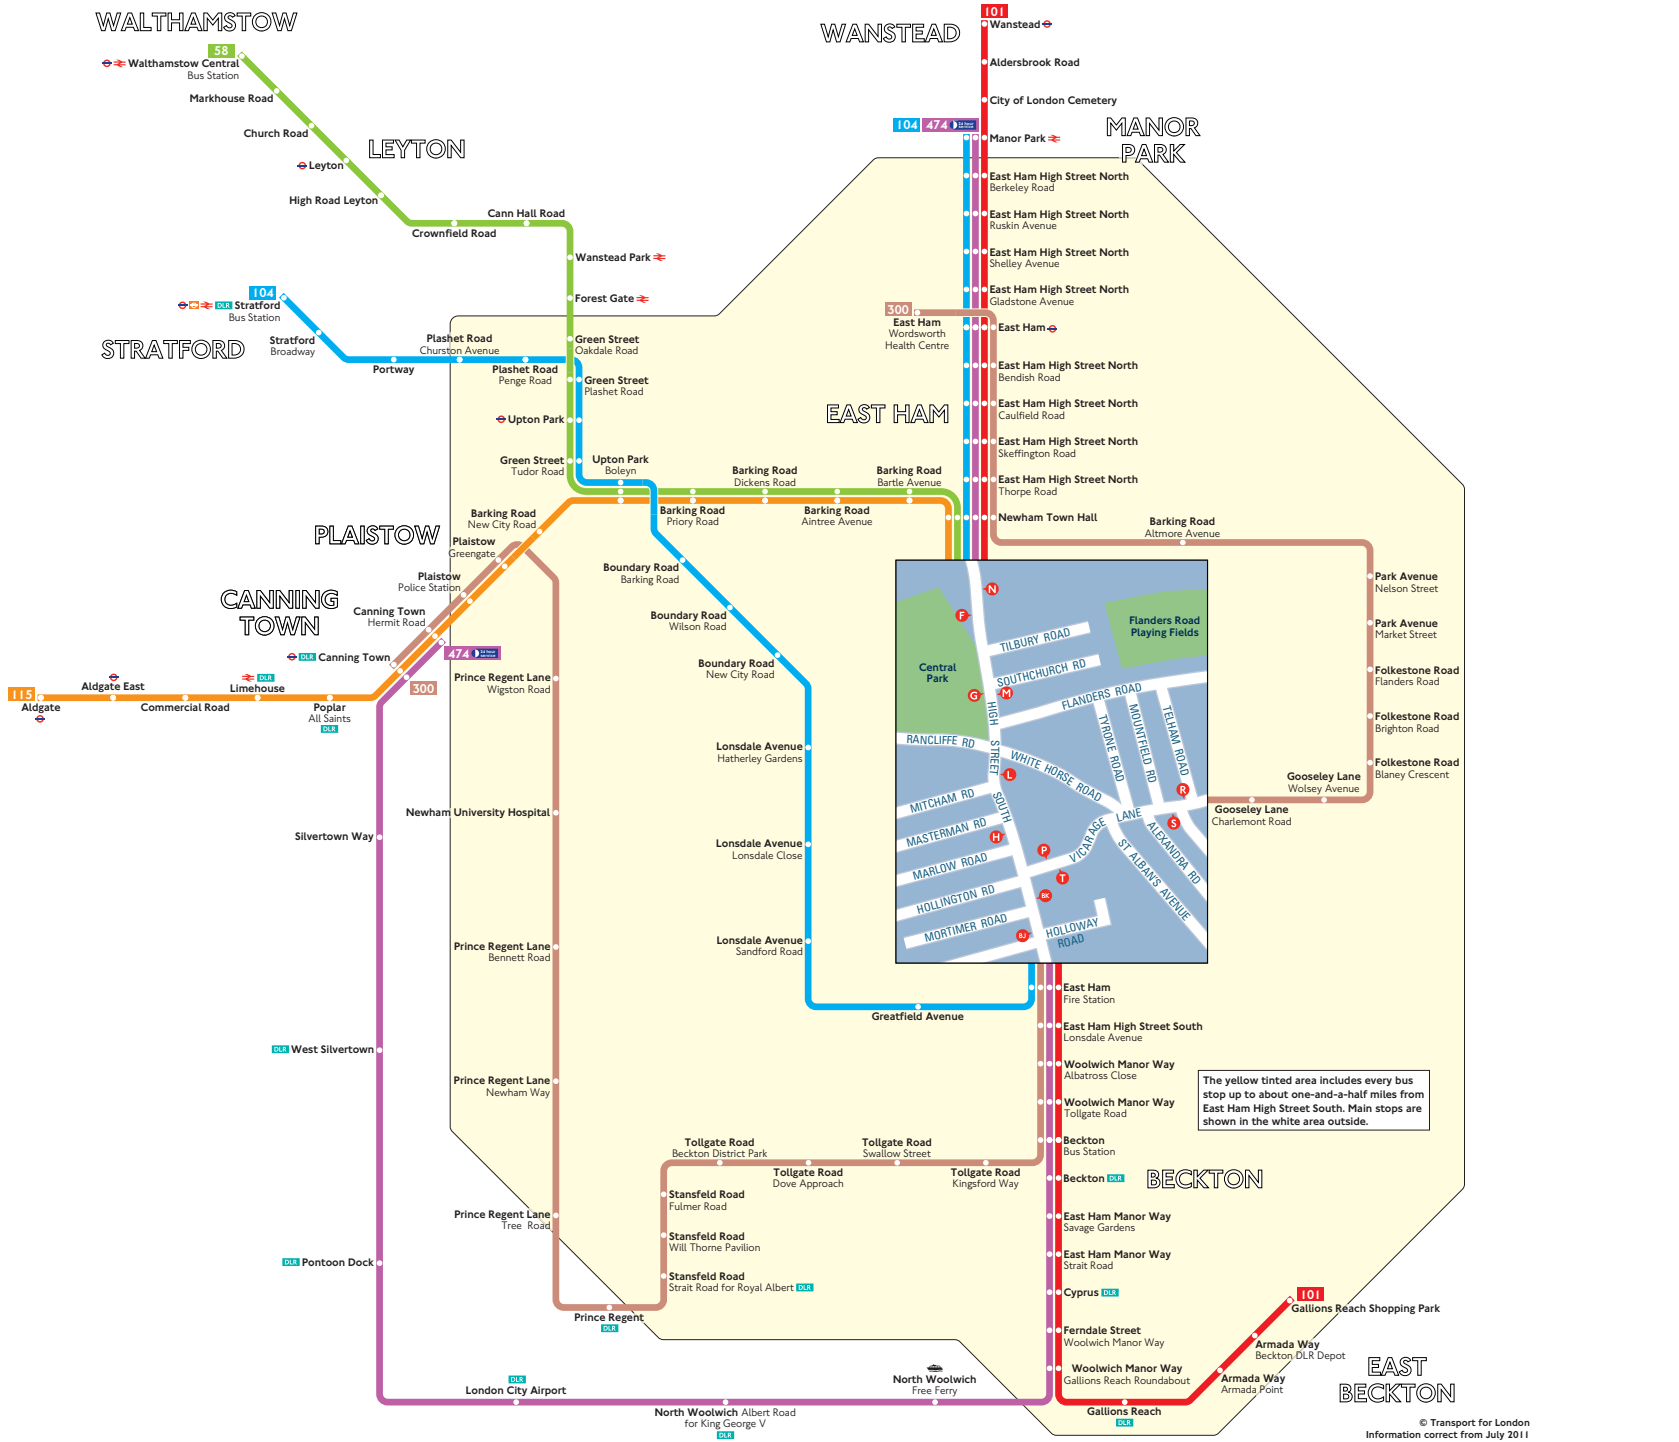 WALTHAMSTOW
58
Walthamstow Central
Bus Station
Markhouse Road
Church Road
LEYTON
Leyton
High Road Leyton
Cann Hall Road
Crownfield Road
Wanstead Park
Forest Gate
104
DLR Stratford
Bus Station
STRATFORD
Stratford
Broadway
Portway
Plashet Road
Churston Avenue
Plashet Road
Penge Road
Green Street
Oakdale Road
Green Street
Plashet Road
Upton Park
Green Street
Tudor Road
Upton Park
Boleyn
Barking Road
Dickens Road
Barking Road
Bartle Avenue
Barking Road
Priory Road
Barking Road
Aintree Avenue
Barking Road
New City Road
PLAISTOW
Plaistow
Greengate
Plaistow
Police Station
CANNING
TOWN
Canning Town
Hermit Road
DLR Canning Town
474
300
115
Aldgate
Aldgate East
Commercial Road
DLR
Limehouse
Poplar
All Saints
DLR
WANSTEAD
101
Wanstead
Aldersbrook Road
City of London Cemetery
104 474
Manor Park
MANOR
PARK
East Ham High Street North
Berkeley Road
East Ham High Street North
Ruskin Avenue
East Ham High Street North
Shelley Avenue
East Ham High Street North
Gladstone Avenue
300
East Ham
Wordsworth
Health Centre
East Ham
East Ham High Street North
Bendish Road
EAST HAM
East Ham High Street North
Caulfield Road
East Ham High Street North
Skeffington Road
East Ham High Street North
Thorpe Road
Newham Town Hall
Barking Road
Altmore Avenue
Park Avenue
Nelson Street
Park Avenue
Market Street
Folkestone Road
Flanders Road
Folkestone Road
Brighton Road
Folkestone Road
Blaney Crescent
Gooseley Lane
Wolsey Avenue
Gooseley Lane
Charlemont Road
Boundary Road
Barking Road
Boundary Road
Wilson Road
Boundary Road
New City Road
Lonsdale Avenue
Hatherley Gardens
Lonsdale Avenue
Lonsdale Close
Lonsdale Avenue
Sandford Road
Greatfield Avenue
Prince Regent Lane
Wigston Road
Newham University Hospital
Prince Regent Lane
Bennett Road
Prince Regent Lane
Newham Way
Prince Regent Lane
Tree Road
Prince Regent
DLR
Silvertown Way
DLR West Silvertown
DLR Pontoon Dock
DLR
London City Airport
North Woolwich Albert Road
for King George V
DLR
North Woolwich
Free Ferry
N
F
Flanders Road
Playing Fields
TILBURY ROAD
Central
Park
SOUTHCHURCH RD
G
M
FLANDERS ROAD
HIGH STREET SOUTH
RANCLIFFE RD
WHITE HORSE ROAD
TYRONE ROAD
MOUNTFIELD RD
TELHAM ROAD
L
R
MITCHAM RD
MASTERMAN RD
H
S
VICARAGE LANE
P
MARLOW ROAD
T
ALEXANDRA RD
ST ALBAN'S AVENUE
HOLLINGTON RD
BK
MORTIMER ROAD
BJ
HOLLOWAY
ROAD
East Ham
Fire Station
East Ham High Street South
Lonsdale Avenue
Woolwich Manor Way
Albatross Close
Woolwich Manor Way
Tollgate Road
Beckton
Bus Station
Beckton DLR
BECKTON
East Ham Manor Way
Savage Gardens
East Ham Manor Way
Strait Road
Cyprus DLR
Ferndale Street
Woolwich Manor Way
Woolwich Manor Way
Gallions Reach Roundabout
Gallions Reach
DLR
Tollgate Road
Beckton District Park
Tollgate Road
Dove Approach
Tollgate Road
Swallow Street
Tollgate Road
Kingsford Way
Stansfeld Road
Fulmer Road
Stansfeld Road
Will Thorne Pavilion
Stansfeld Road
Strait Road for Royal Albert DLR
The yellow tinted area includes every bus
stop up to about one-and-a-half miles from
East Ham High Street South. Main stops are
shown in the white area outside.
101
Gallions Reach Shopping Park
Armada Way
Beckton DLR Depot
Armada Way
Armada Point
EAST
BECKTON
© Transport for London
Information correct from July 2011